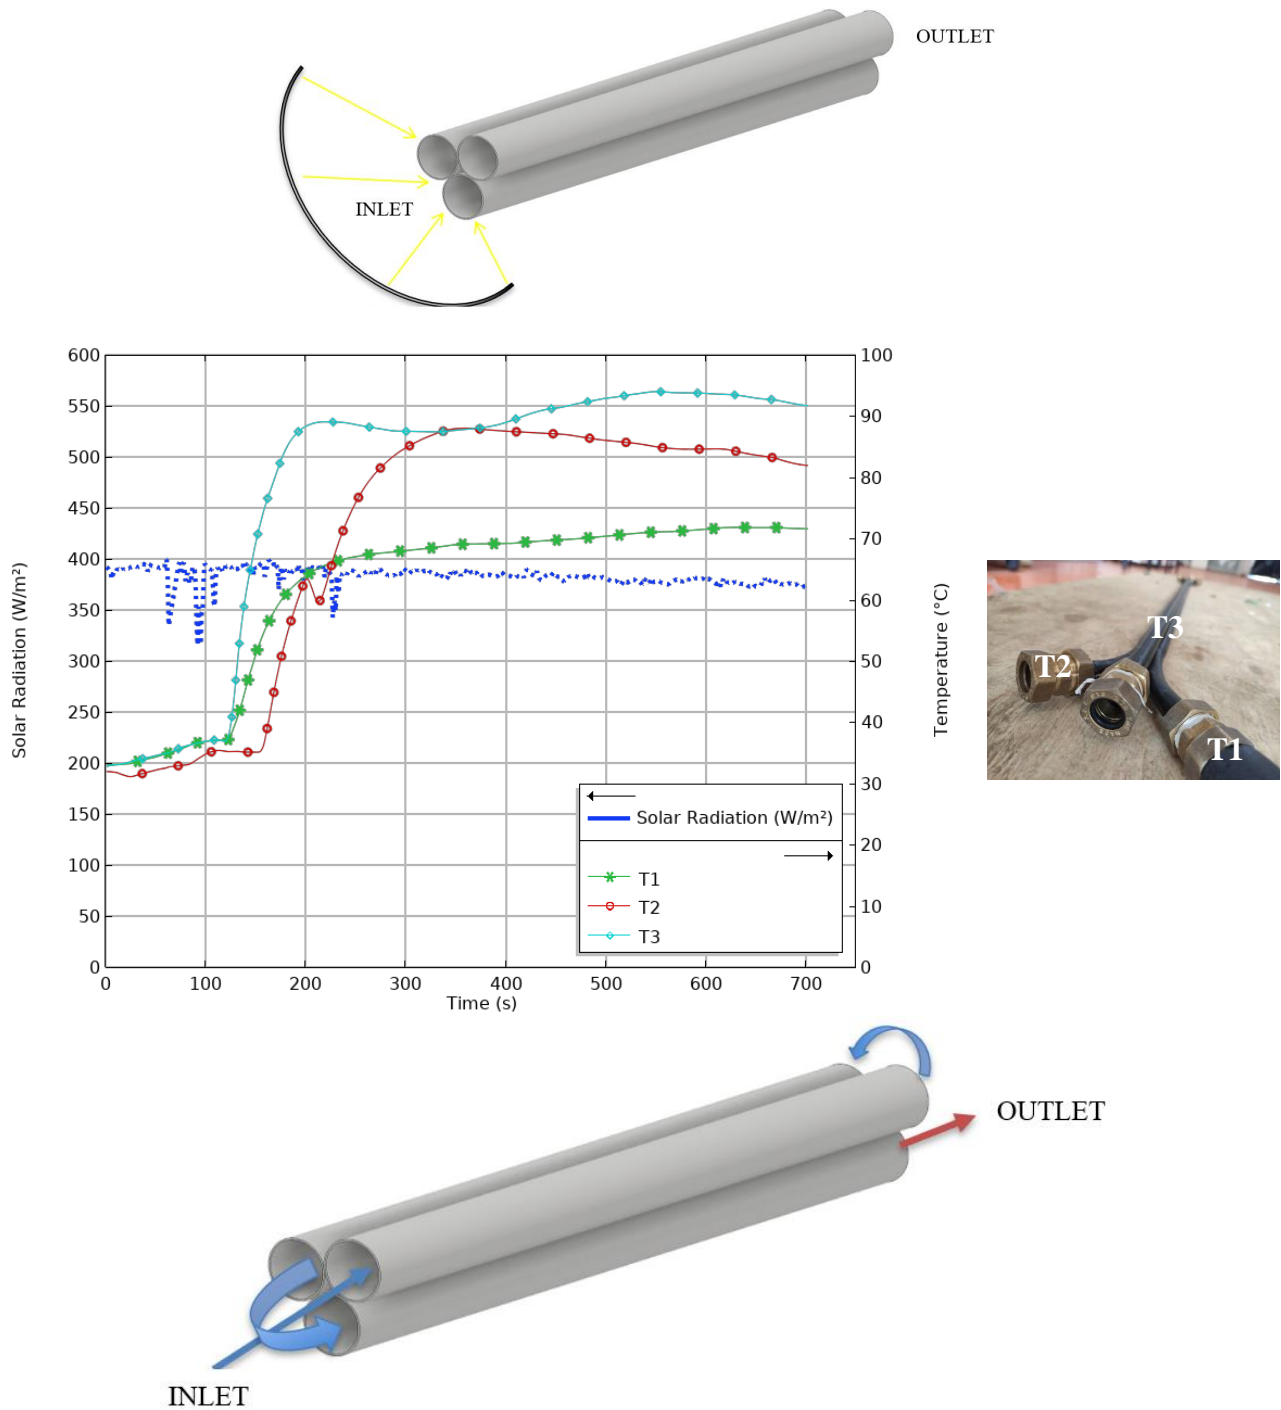 OUTLET
INLET
600
550
500
450
400
350
300
250
200
150
100
50
0
100
90
80
70
60
50
40
30
20
10
0
0 100 200 300 400 500 600 700
Solar Radiation (W/m²)
Temperature (°C)
Time (s)
Solar Radiation (W/m²)
T1
T2
T3
T3
T2
T1
OUTLET
INLET